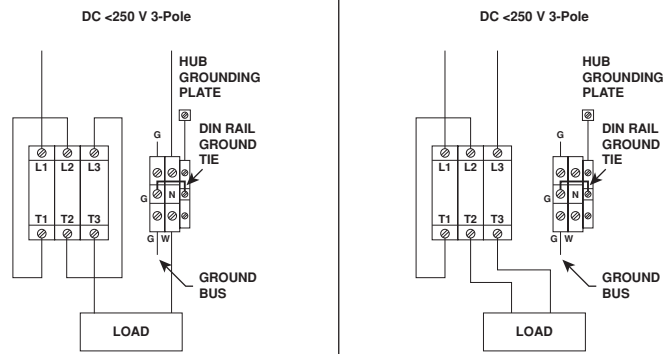 DC <250 V 3-Pole
HUB
GROUNDING
PLATE
DIN RAIL
GROUND
TIE
G
L1 L2 L3
G N
T1 T2 T3
G W
GROUND
BUS
LOAD
DC <250 V 3-Pole
HUB
GROUNDING
PLATE
DIN RAIL
GROUND
TIE
G
L1 L2 L3
G N
T1 T2 T3
G W
GROUND
BUS
LOAD